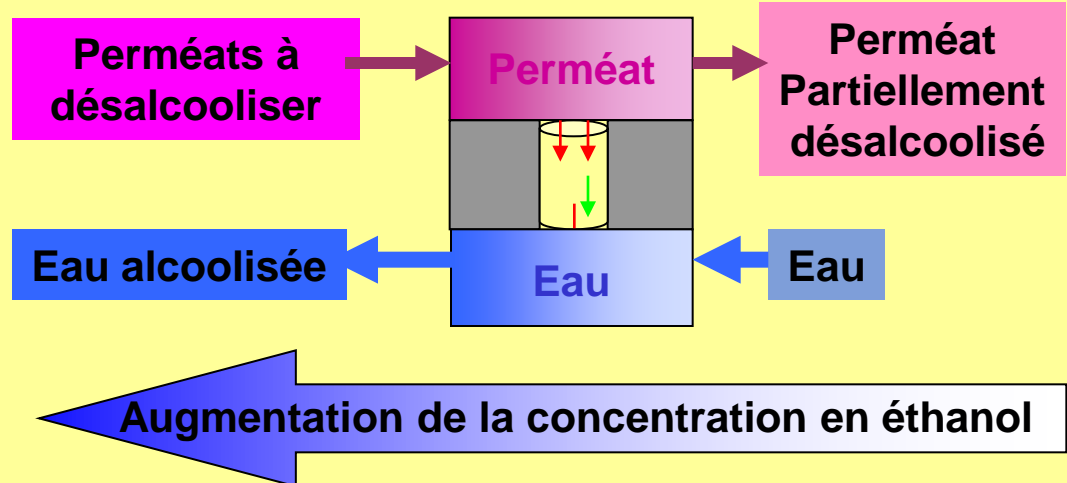 Perméats à
désalcooliser
Perméat
Perméat
Partiellement
désalcoolisé
Eau alcoolisée
Eau
Eau
Augmentation de la concentration en éthanol